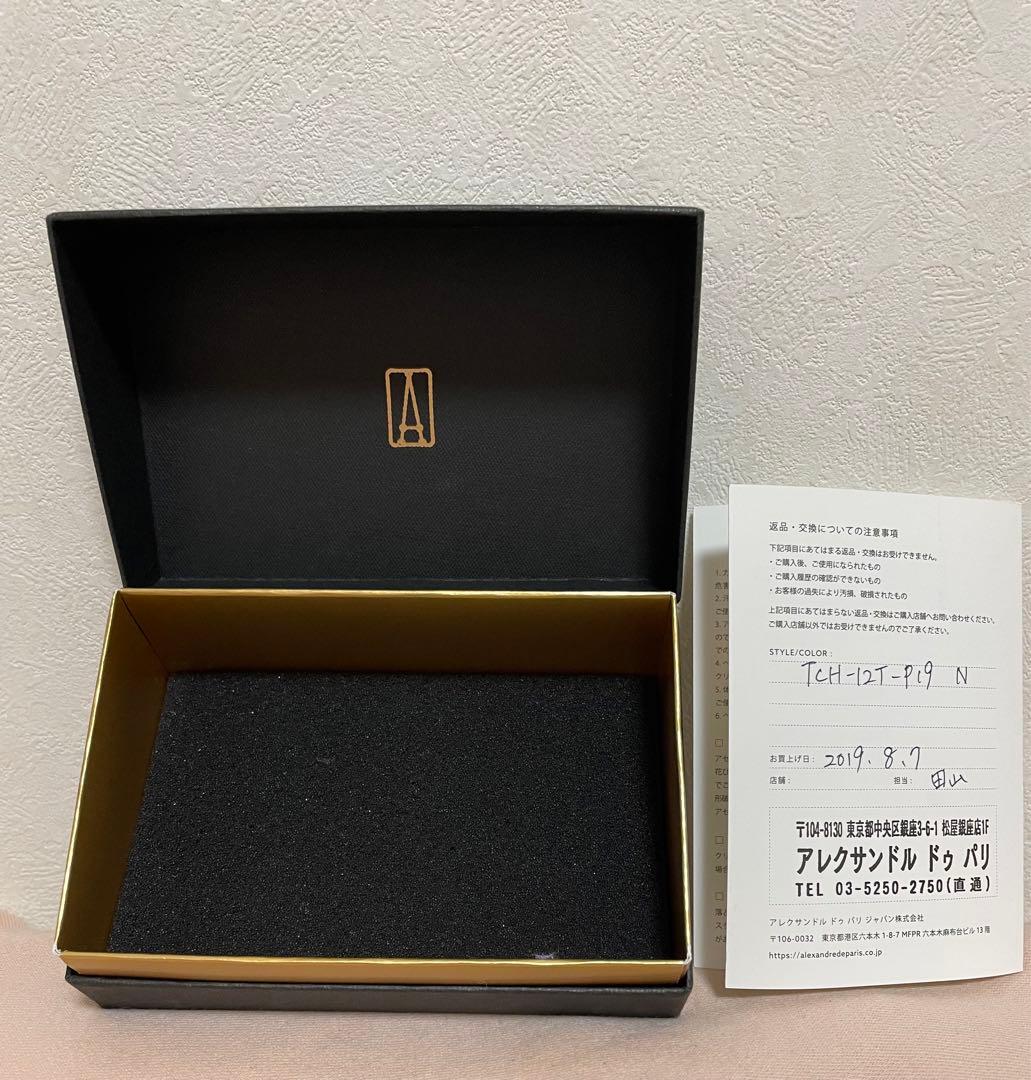 返品・交換についての注意事項
下記項目にあてはまる返品・交換はお受けできません。
・ご購入後、ご使用になられたもの
・ご購入履歴の確認ができないもの
・お客様の過失により汚損、破損されたもの
上記項目にあてはまらない返品・交換はご購入店舗へお問い合わせください。
ご購入店舗以外ではお受けできませんのでご了承ください。
STYLE/COLOR :
TCH-12T-P19 N
お買上げ日 : 2019.8.7
店舗 : 担当 : 田山
〒104-8130 東京都中央区銀座3-6-1 松屋銀座店1F
アレクサンドル ドゥ パリ
TEL 03-5250-2750(直通)
アレクサンドル ドゥ パリ ジャパン株式会社
〒106-0032 東京都港区六本木 1-8-7 MFPR 六本木麻布台ビル 13 階
https://alexandredeparis.co.jp